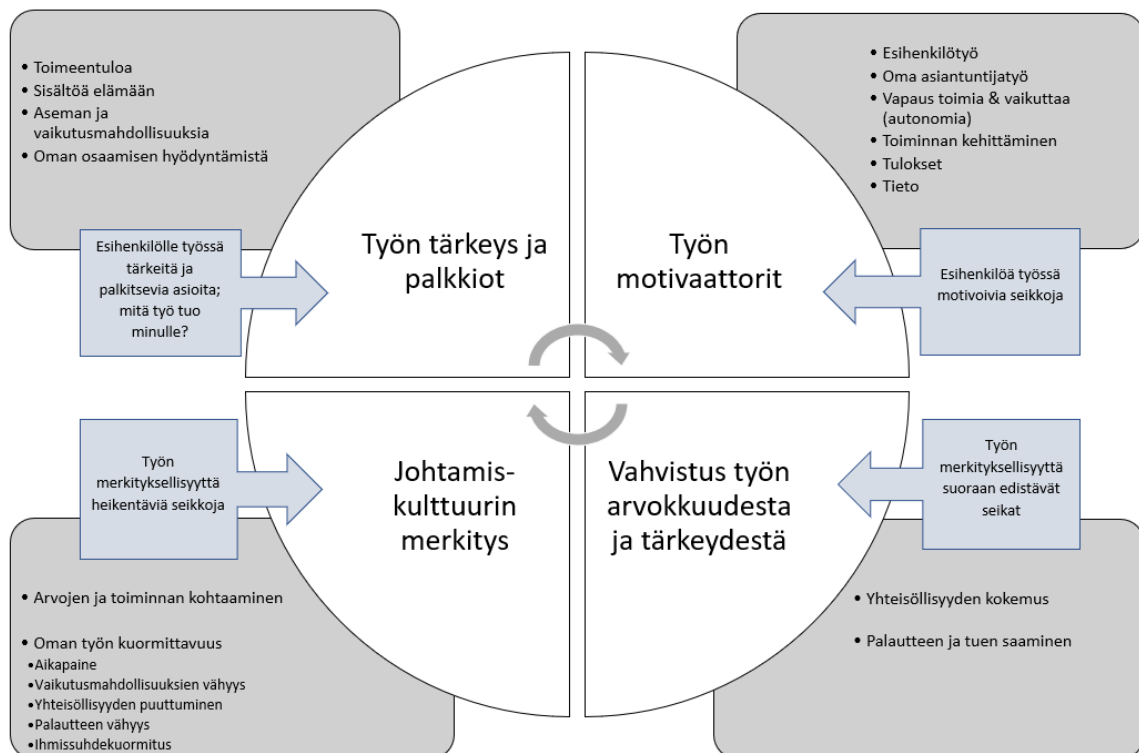 • Toimeentuloa
• Sisältöä elämään
• Aseman ja
vaikutusmahdollisuuksia
• Oman osaamisen hyödyntämistä
• Esihenkilötyö
• Oma asiantuntijatyö
• Vapaus toimia & vaikuttaa
(autonomia)
• Toiminnan kehittäminen
• Tulokset
• Tieto
Esihenkilölle työssä
tärkeitä ja
palkitsevia asioita;
mitä työ tuo
minulle?
Työn tärkeys ja
palkkiot
Työn
motivaattorit
Esihenkilöä työssä
motivoivia seikkoja
Työn
merkityksellisyyttä
heikentäviä seikkoja
Johtamis-
kulttuurin
merkitys
Vahvistus työn
arvokkuudesta
ja tärkeydestä
Työn
merkityksellisyyttä
suoraan edistävät
seikat
• Arvojen ja toiminnan kohtaaminen
• Oman työn kuormittavuus
•Aikapaine
•Vaikutusmahdollisuuksien vähyys
•Yhteisöllisyyden puuttuminen
•Palautteen vähyys
•Ihmissuhdekuormitus
• Yhteisöllisyyden kokemus
• Palautteen ja tuen saaminen